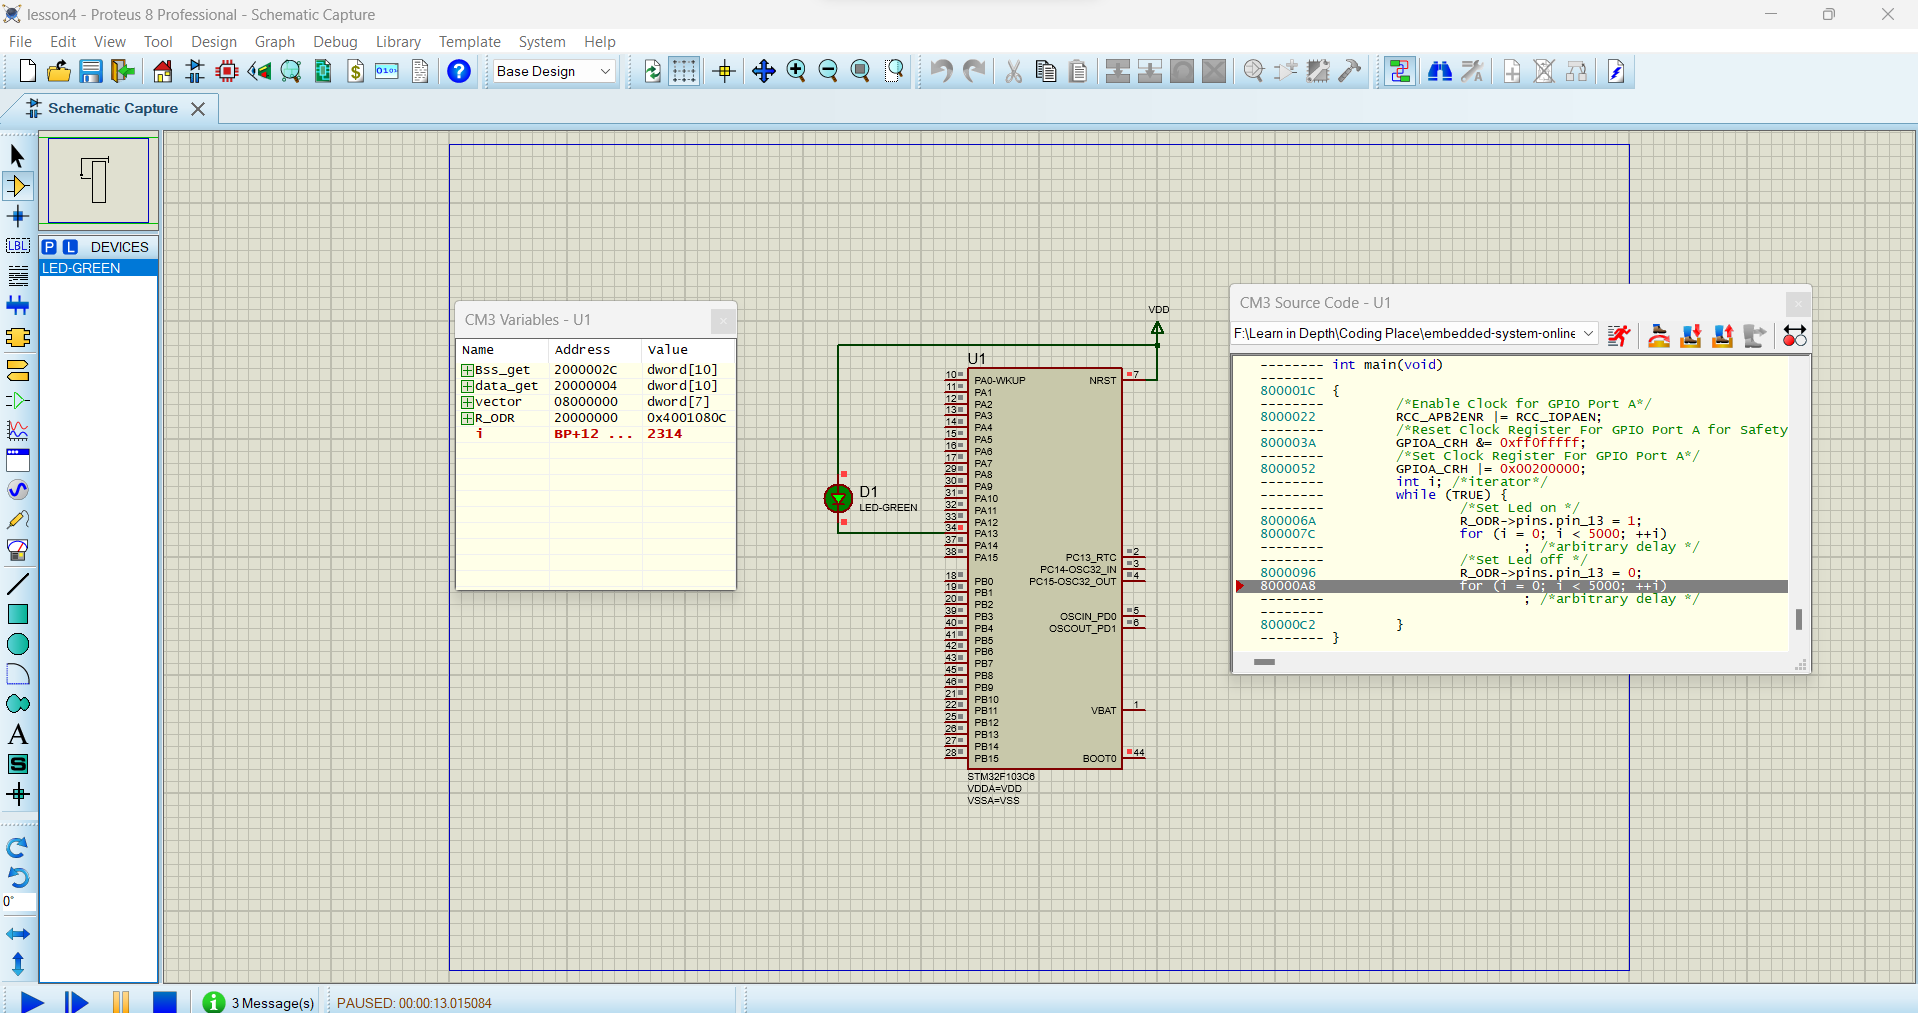 lesson4 - Proteus 8 Professional - Schematic Capture
File Edit View Tool Design Graph Debug Library Template System Help
Base Design
Schematic Capture
P L DEVICES
LED-GREEN
LBL
A
S
0°
CM3 Variables - U1
Name Address Value
Bss_get 2000002C dword[10]
data_get 20000004 dword[10]
vector 08000000 dword[7]
R_ODR 20000000 0x4001080C
i BP+12 ... 2314
VDD
U1
D1
LED-GREEN
10 PA0-WKUP
11 PA1
12 PA2
13 PA3
14 PA4
15 PA5
16 PA6
17 PA7
29 PA8
30 PA9
31 PA10
32 PA11
33 PA12
34 PA13
37 PA14
38 PA15
18 PB0
19 PB1
20 PB2
39 PB3
40 PB4
41 PB5
42 PB6
43 PB7
45 PB8
46 PB9
21 PB10
22 PB11
25 PB12
26 PB13
27 PB14
28 PB15
NRST 7
PC13_RTC 2
PC14-OSC32_IN 3
PC15-OSC32_OUT 4
OSCIN_PD0 5
OSCOUT_PD1 6
VBAT 1
BOOT0 44
STM32F103C6
VDDA=VDD
VSSA=VSS
CM3 Source Code - U1
F:\Learn in Depth\Coding Place\embedded-system-online
-------- int main(void)
--------
800001C {
-------- /*Enable Clock for GPIO Port A*/
8000022 RCC_APB2ENR |= RCC_IOPAEN;
-------- /*Reset Clock Register For GPIO Port A for Safety
800003A GPIOA_CRH &= 0xff0fffff;
-------- /*Set Clock Register For GPIO Port A*/
8000052 GPIOA_CRH |= 0x00200000;
-------- int i; /*iterator*/
-------- while (TRUE) {
-------- /*Set Led on */
800006A R_ODR->pins.pin_13 = 1;
800007C for (i = 0; i < 5000; ++i)
-------- ; /*arbitrary delay */
-------- /*Set Led off */
8000096 R_ODR->pins.pin_13 = 0;
80000A8 for (i = 0; i < 5000; ++i)
-------- ; /*arbitrary delay */
--------
80000C2 }
-------- }
3 Message(s)
PAUSED: 00:00:13.015084